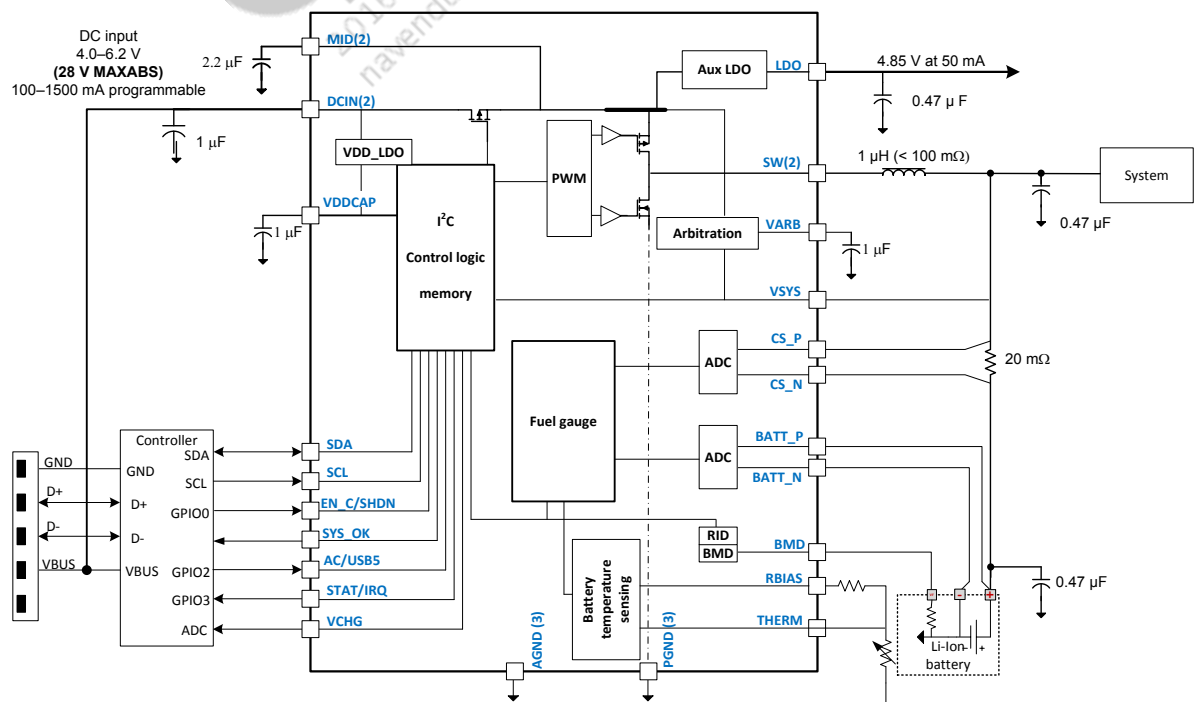 DC input
4.0–6.2 V
(28 V MAXABS)
100–1500 mA programmable
2.2 µF
MID(2)
DCIN(2)
1 µF
VDD_LDO
VDDCAP
1 µF
I²C
Control logic
memory
PWM
Aux LDO
LDO
4.85 V at 50 mA
0.47 µ F
SW(2)
1 µH (< 100 mΩ)
System
0.47 µF
Arbitration
VARB
1 µF
VSYS
CS_P
ADC
CS_N
20 mΩ
Fuel gauge
BATT_P
ADC
BATT_N
RID
BMD
BMD
RBIAS
THERM
Battery
temperature
sensing
0.47 µF
-
-
+
Li-Ion
battery
- +
AGND (3)
PGND (3)
Controller
SDA
SCL
GPIO0
GPIO2
GPIO3
ADC
GND
D+
D-
VBUS
GND
D+
D-
VBUS
SDA
SCL
EN_C/SHDN
SYS_OK
AC/USB5
STAT/IRQ
VCHG